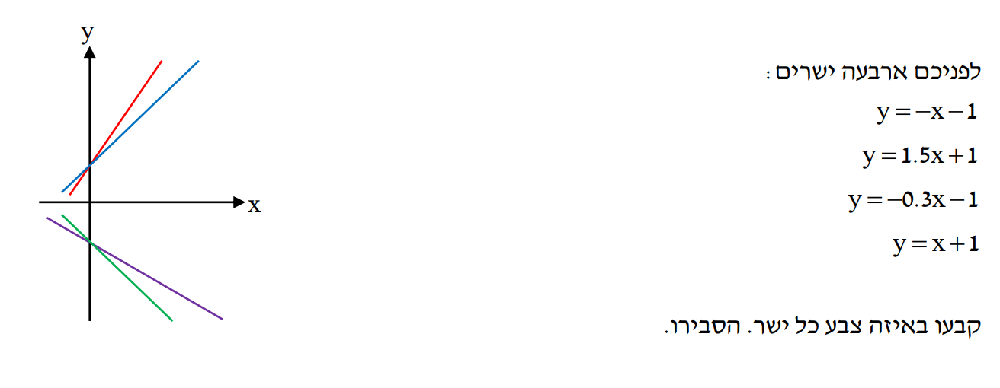 y
x
לפניכם ארבעה ישרים:
y=−x−1
y=1.5x+1
y=−0.3x−1
y=x+1
קבעו באיזה צבע כל ישר. הסבירו.